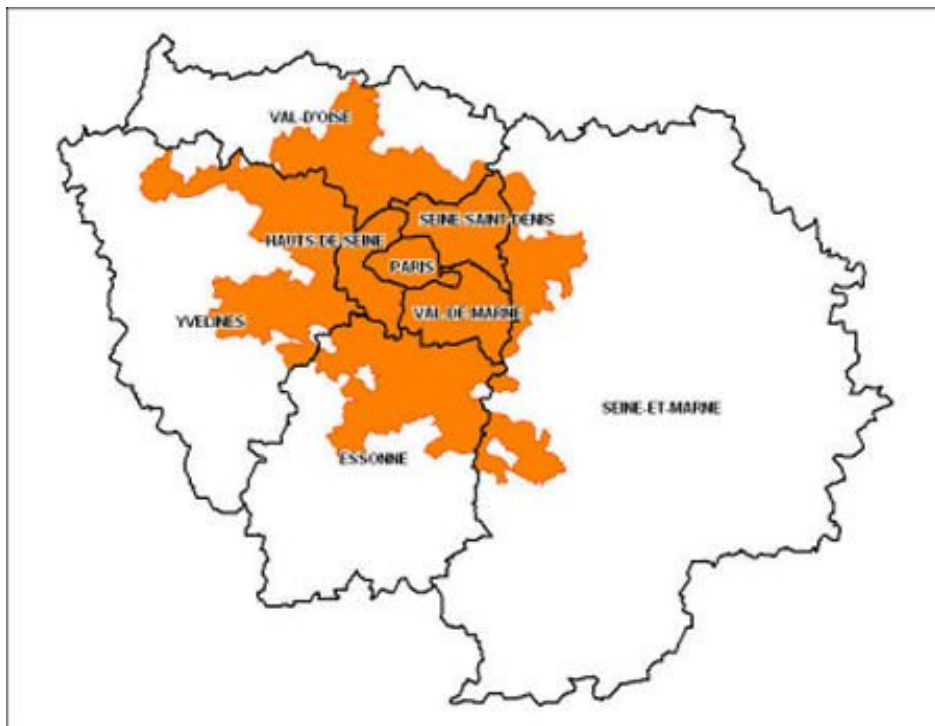 VAL-D'OISE
SEINE-SAINT-DENIS
HAUTS-DE-SEINE
PARIS
VAL-DE-MARNE
YVELINES
SEINE-ET-MARNE
ESSONNE